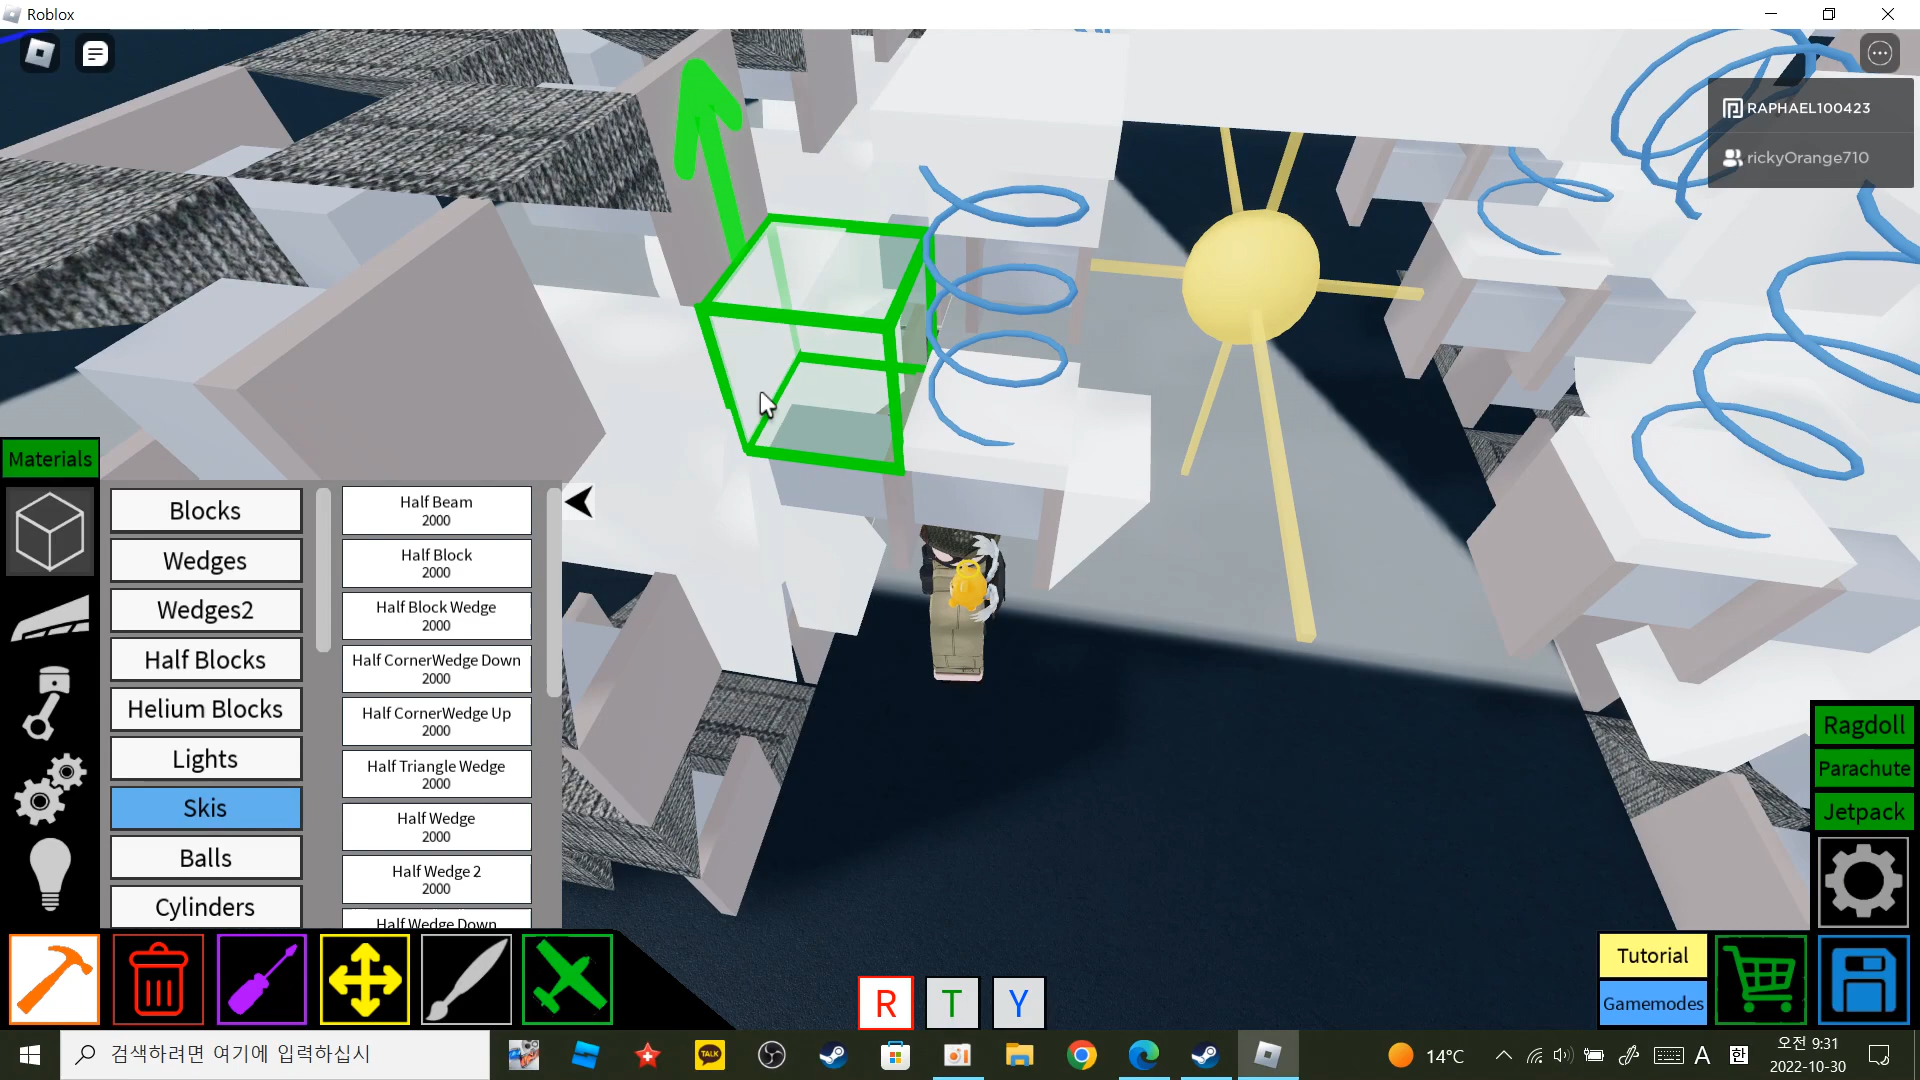 Roblox
RAPHAEL100423
rickyOrange710
Materials
Blocks
Wedges
Wedges2
Half Blocks
Helium Blocks
Lights
Skis
Balls
Cylinders
Half Beam
2000
Half Block
2000
Half Block Wedge
2000
Half CornerWedge Down
2000
Half CornerWedge Up
2000
Half Triangle Wedge
2000
Half Wedge
2000
Half Wedge 2
2000
Half Wedge Down
Ragdoll
Parachute
Jetpack
Tutorial
Gamemodes
R
T
Y
검색하려면 여기에 입력하십시
TALK
14°C
A
한
오전 9:31
2022-10-30